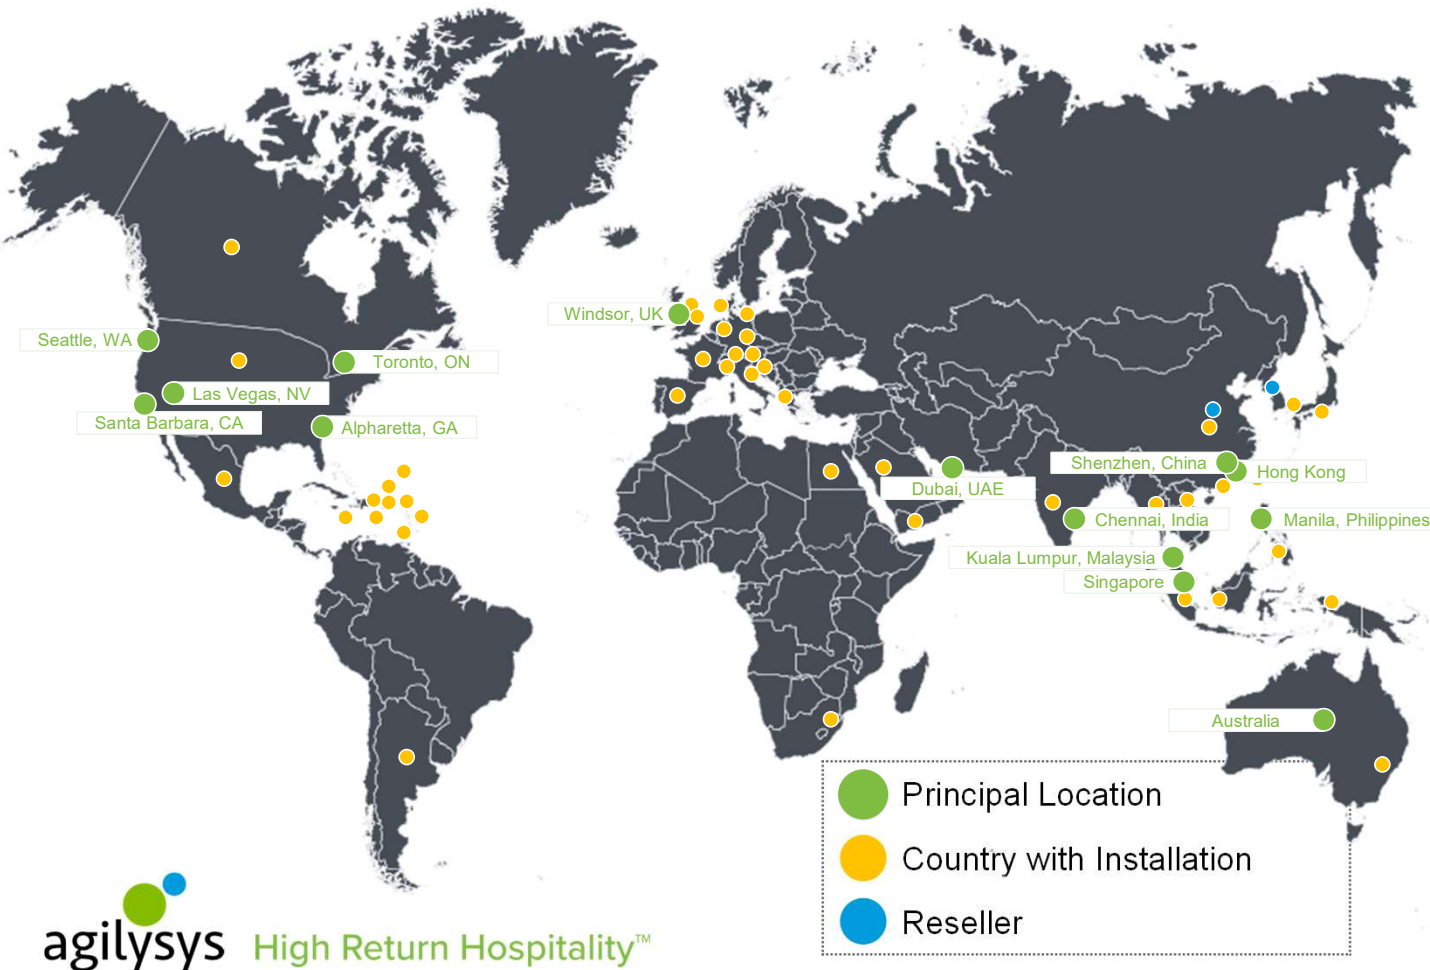 Windsor, UK
Seattle, WA
Toronto, ON
Las Vegas, NV
Santa Barbara, CA
Alpharetta, GA
Shenzhen, China
Hong Kong
Dubai, UAE
Chennai, India
Manila, Philippines
Kuala Lumpur, Malaysia
Singapore
Australia
Principal Location
Country with Installation
Reseller
agilysys High Return Hospitality™